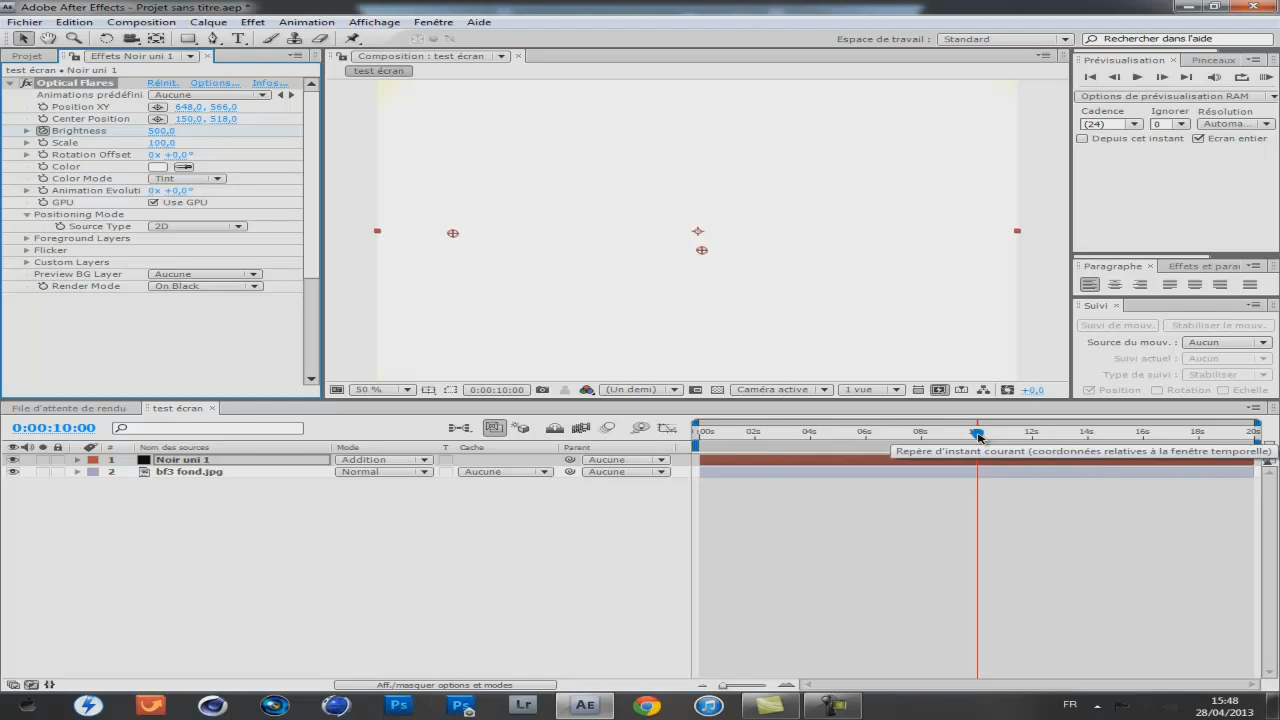 Adobe After Effects - Projet sans titre.aep *
Fichier Edition Composition Calque Effet Animation Affichage Fenêtre Aide
Espace de travail : Standard Rechercher dans l'aide
Projet Effets Noir uni 1
test écran • Noir uni 1
Optical Flares Réinit. Options... Infos...
Animations prédéfini Aucune
Position XY 648,0, 566,0
Center Position 150,0, 518,0
Brightness 500,0
Scale 100,0
Rotation Offset 0x +0,0°
Color
Color Mode Tint
Animation Evoluti 0x +0,0°
GPU Use GPU
Positioning Mode
Source Type 2D
Foreground Layers
Flicker
Custom Layers
Preview BG Layer Aucune
Render Mode On Black
Composition : test écran
test écran
50 % 0:00:10:00 (Un demi) Caméra active 1 vue +0,0
Prévisualisation Pinceaux
Options de prévisualisation RAM
Cadence Ignorer Résolution
(24) 0 Automa...
Depuis cet instant Ecran entier
Paragraphe Effets et para
Suivi
Suivi de mouv. Stabiliser le mouv.
Source du mouv. : Aucun
Suivi actuel : Aucun
Type de suivi : Stabiliser
Position Rotation Echelle
File d'attente de rendu test écran
0:00:10:00
:00s 02s 04s 06s 08s 12s 14s 16s 18s 20s
Nom des sources Mode T Cache Parent
Repère d'instant courant (coordonnées relatives à la fenêtre temporelle)
1 Noir uni 1 Addition Aucune
2 bf3 fond.jpg Normal Aucune Aucune
Aff./masquer options et modes
Ps Ps Lr Ae FR 15:48
28/04/2013